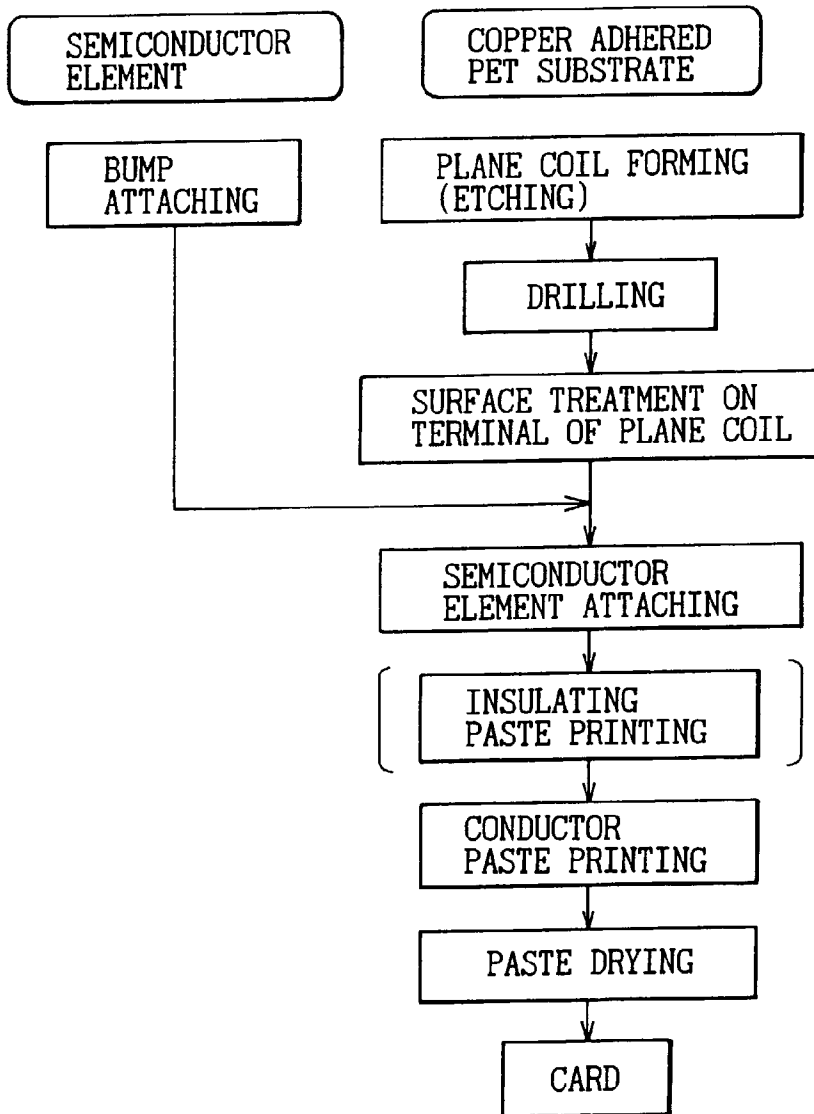 SEMICONDUCTOR
ELEMENT
COPPER ADHERED
PET SUBSTRATE
BUMP
ATTACHING
PLANE COIL FORMING
(ETCHING)
DRILLING
SURFACE TREATMENT ON
TERMINAL OF PLANE COIL
SEMICONDUCTOR
ELEMENT ATTACHING
INSULATING
PASTE PRINTING
CONDUCTOR
PASTE PRINTING
PASTE DRYING
CARD